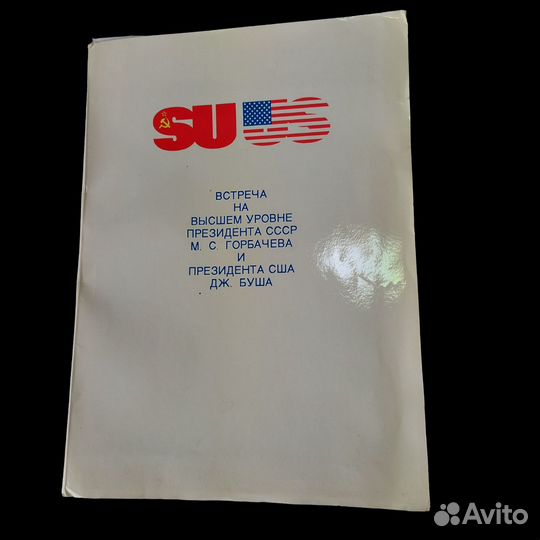 SU US
ВСТРЕЧА
НА
ВЫСШЕМ УРОВНЕ
ПРЕЗИДЕНТА СССР
М. С. ГОРБАЧЕВА
И
ПРЕЗИДЕНТА США
ДЖ. БУША
Avito